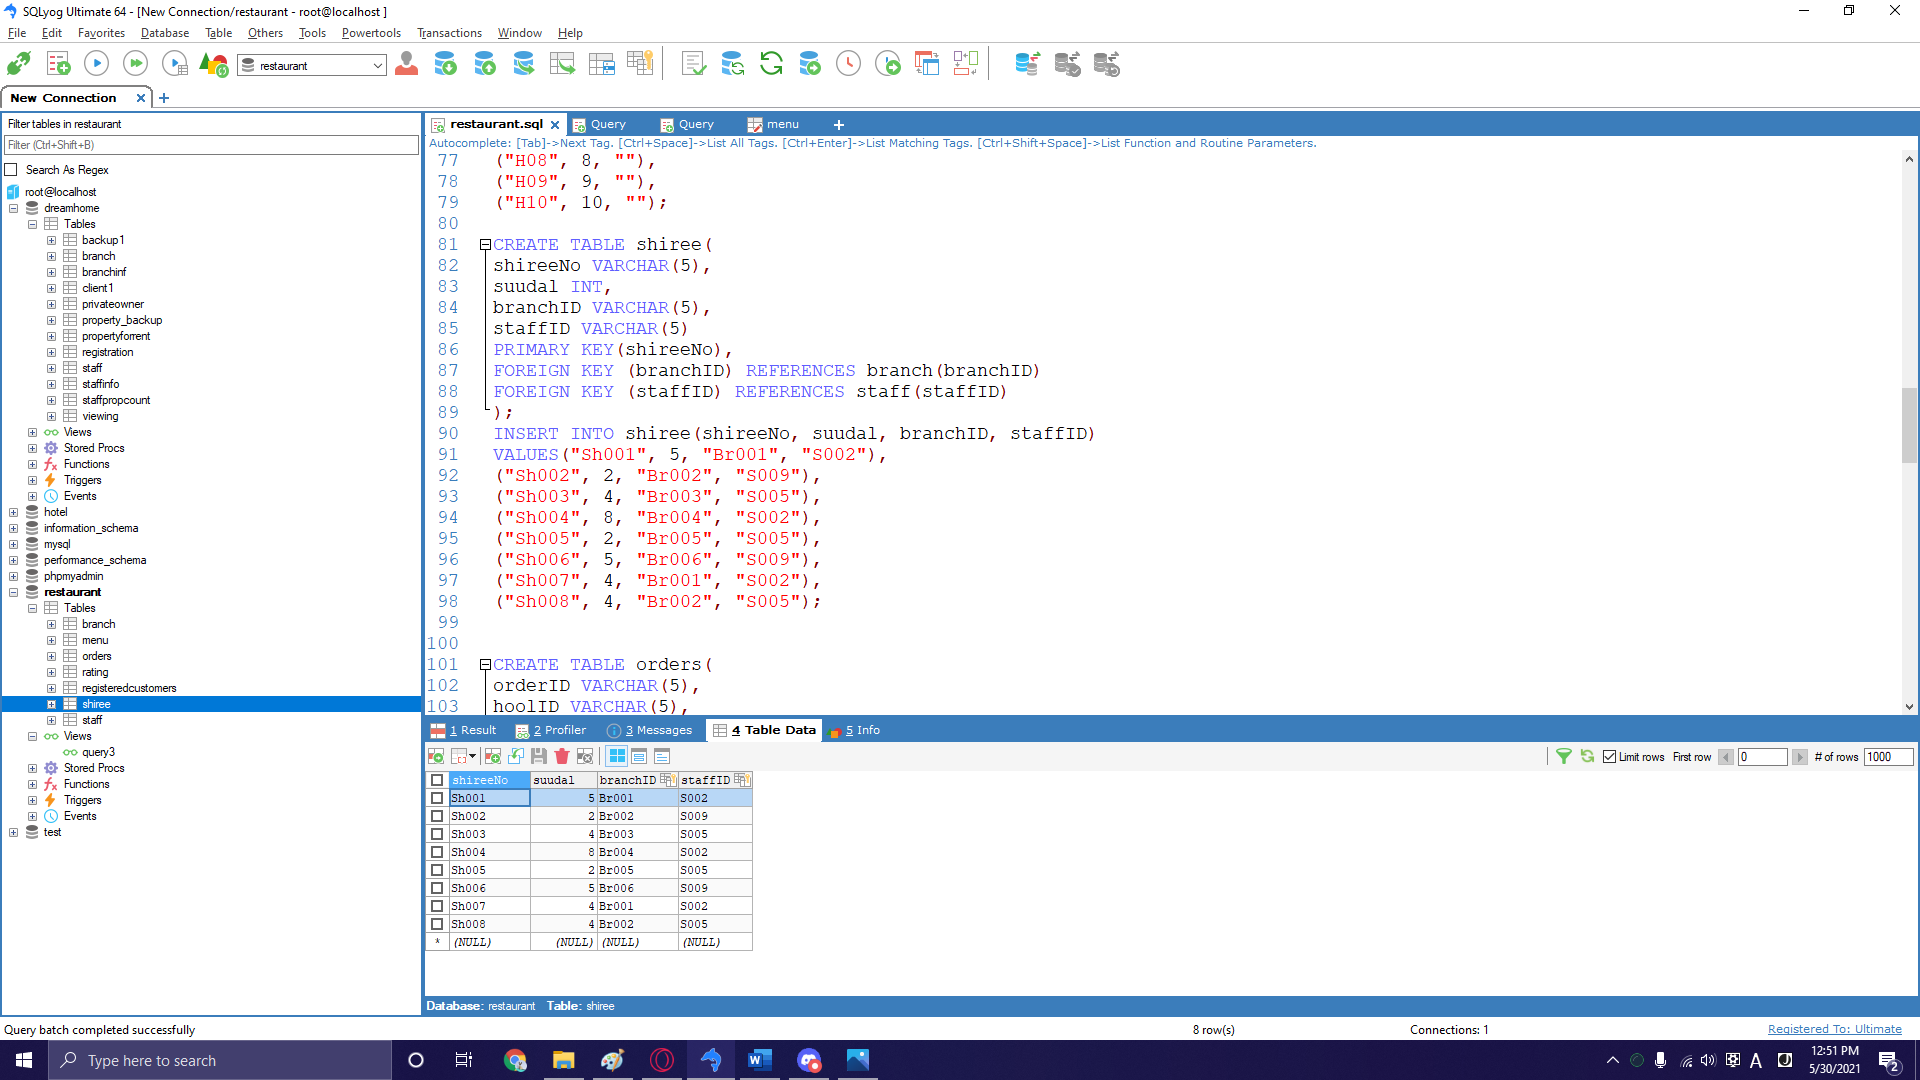 SQLyog Ultimate 64 - [New Connection/restaurant - root@localhost ]
File Edit Favorites Database Table Others Tools Powertools Transactions Window Help
restaurant
New Connection
Filter tables in restaurant
Filter (Ctrl+Shift+B)
Search As Regex
root@localhost
dreamhome
Tables
backup1
branch
branchinf
client1
privateowner
property_backup
propertyforrent
registration
staff
staffinfo
staffpropcount
viewing
Views
Stored Procs
Functions
Triggers
Events
hotel
information_schema
mysql
performance_schema
phpmyadmin
restaurant
Tables
branch
menu
orders
rating
registeredcustomers
shiree
staff
Views
query3
Stored Procs
Functions
Triggers
Events
test
restaurant.sql Query Query menu
Autocomplete: [Tab]->Next Tag. [Ctrl+Space]->List All Tags. [Ctrl+Enter]->List Matching Tags. [Ctrl+Shift+Space]->List Function and Routine Parameters.
77 ("H08", 8, ""),
78 ("H09", 9, ""),
79 ("H10", 10, "");
80
81 CREATE TABLE shiree(
82 shireeNo VARCHAR(5),
83 suudal INT,
84 branchID VARCHAR(5),
85 staffID VARCHAR(5)
86 PRIMARY KEY(shireeNo),
87 FOREIGN KEY (branchID) REFERENCES branch(branchID)
88 FOREIGN KEY (staffID) REFERENCES staff(staffID)
89 );
90 INSERT INTO shiree(shireeNo, suudal, branchID, staffID)
91 VALUES("Sh001", 5, "Br001", "S002"),
92 ("Sh002", 2, "Br002", "S009"),
93 ("Sh003", 4, "Br003", "S005"),
94 ("Sh004", 8, "Br004", "S002"),
95 ("Sh005", 2, "Br005", "S005"),
96 ("Sh006", 5, "Br006", "S009"),
97 ("Sh007", 4, "Br001", "S002"),
98 ("Sh008", 4, "Br002", "S005");
99
100
101 CREATE TABLE orders(
102 orderID VARCHAR(5),
103 hoolID VARCHAR(5),
1 Result 2 Profiler 3 Messages 4 Table Data 5 Info
Limit rows First row 0 # of rows 1000
shireeNo suudal branchID staffID
Sh001 5 Br001 S002
Sh002 2 Br002 S009
Sh003 4 Br003 S005
Sh004 8 Br004 S002
Sh005 2 Br005 S005
Sh006 5 Br006 S009
Sh007 4 Br001 S002
Sh008 4 Br002 S005
* (NULL) (NULL) (NULL) (NULL)
Database: restaurant Table: shiree
Query batch completed successfully 8 row(s) Connections: 1 Registered To: Ultimate
Type here to search
A
12:51 PM
5/30/2021
2